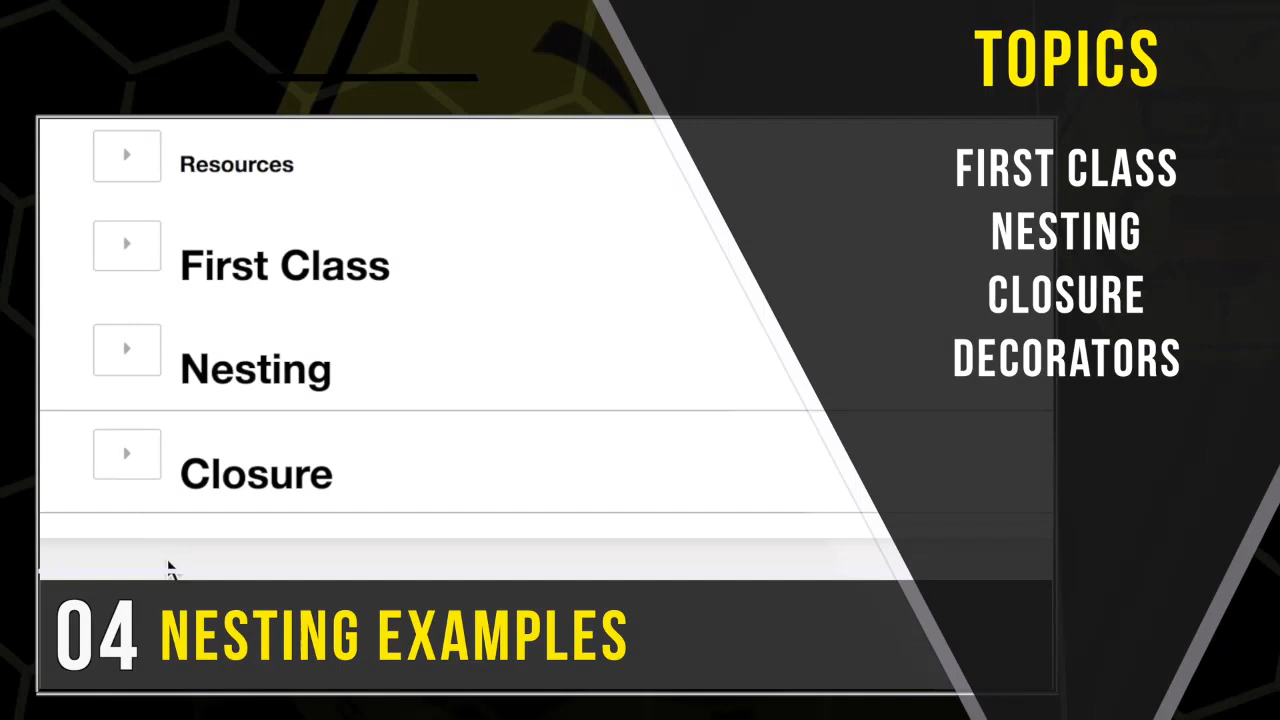 Resources
First Class
Nesting
Closure
04 NESTING EXAMPLES
TOPICS
FIRST CLASS
NESTING
CLOSURE
DECORATORS